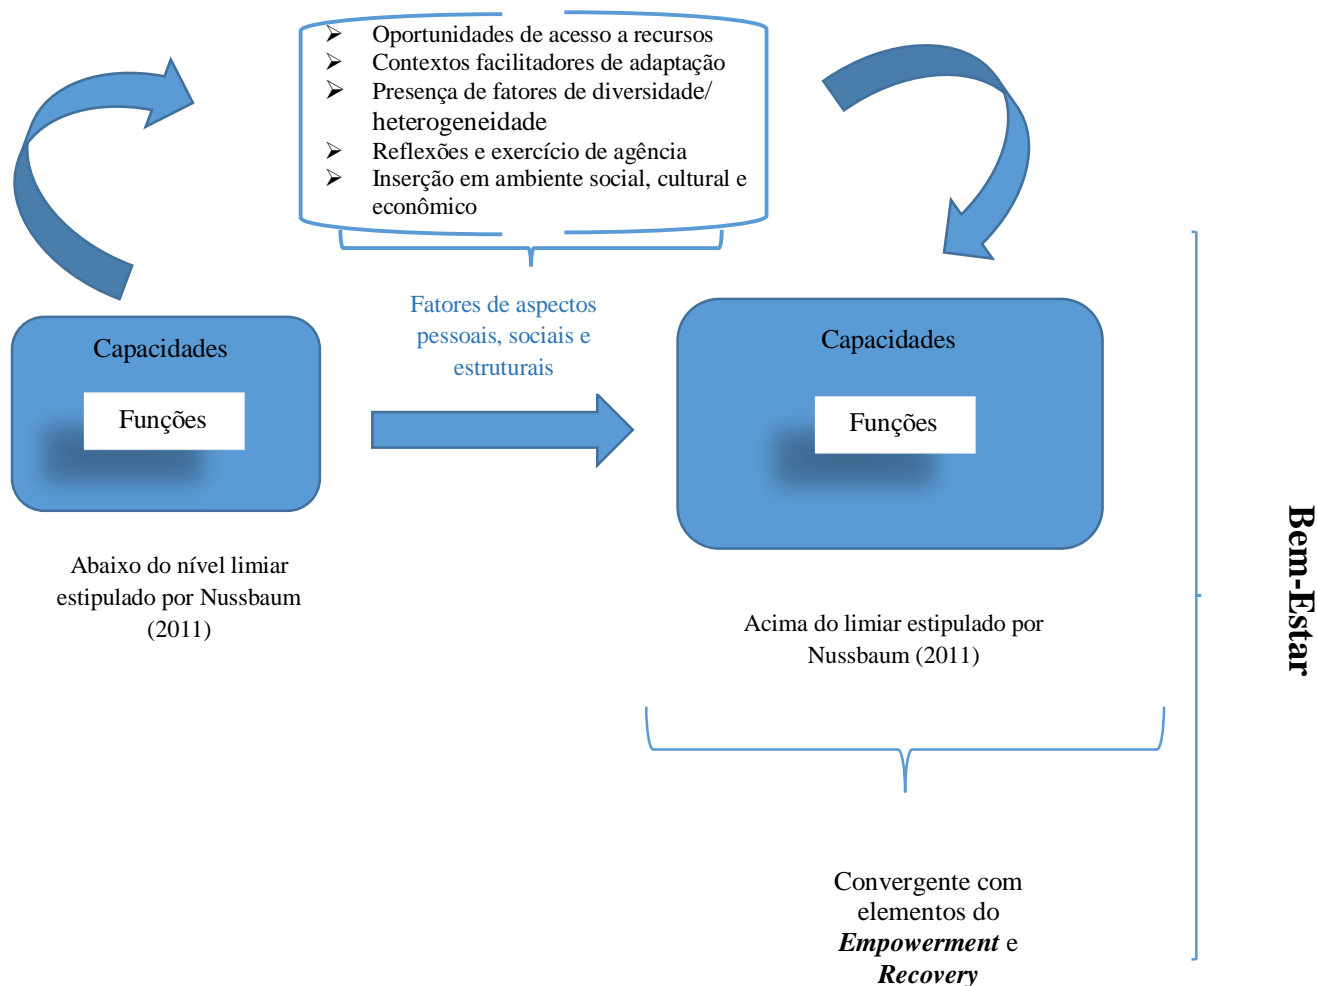 Oportunidades de acesso a recursos
Contextos facilitadores de adaptação
Presença de fatores de diversidade/
heterogeneidade
Reflexões e exercício de agência
Inserção em ambiente social, cultural e
econômico
Fatores de aspectos
pessoais, sociais e
estruturais
Capacidades
Funções
Abaixo do nível limiar
estipulado por Nussbaum
(2011)
Capacidades
Funções
Acima do limiar estipulado por
Nussbaum (2011)
Convergente com
elementos do
Empowerment e
Recovery
Bem-Estar